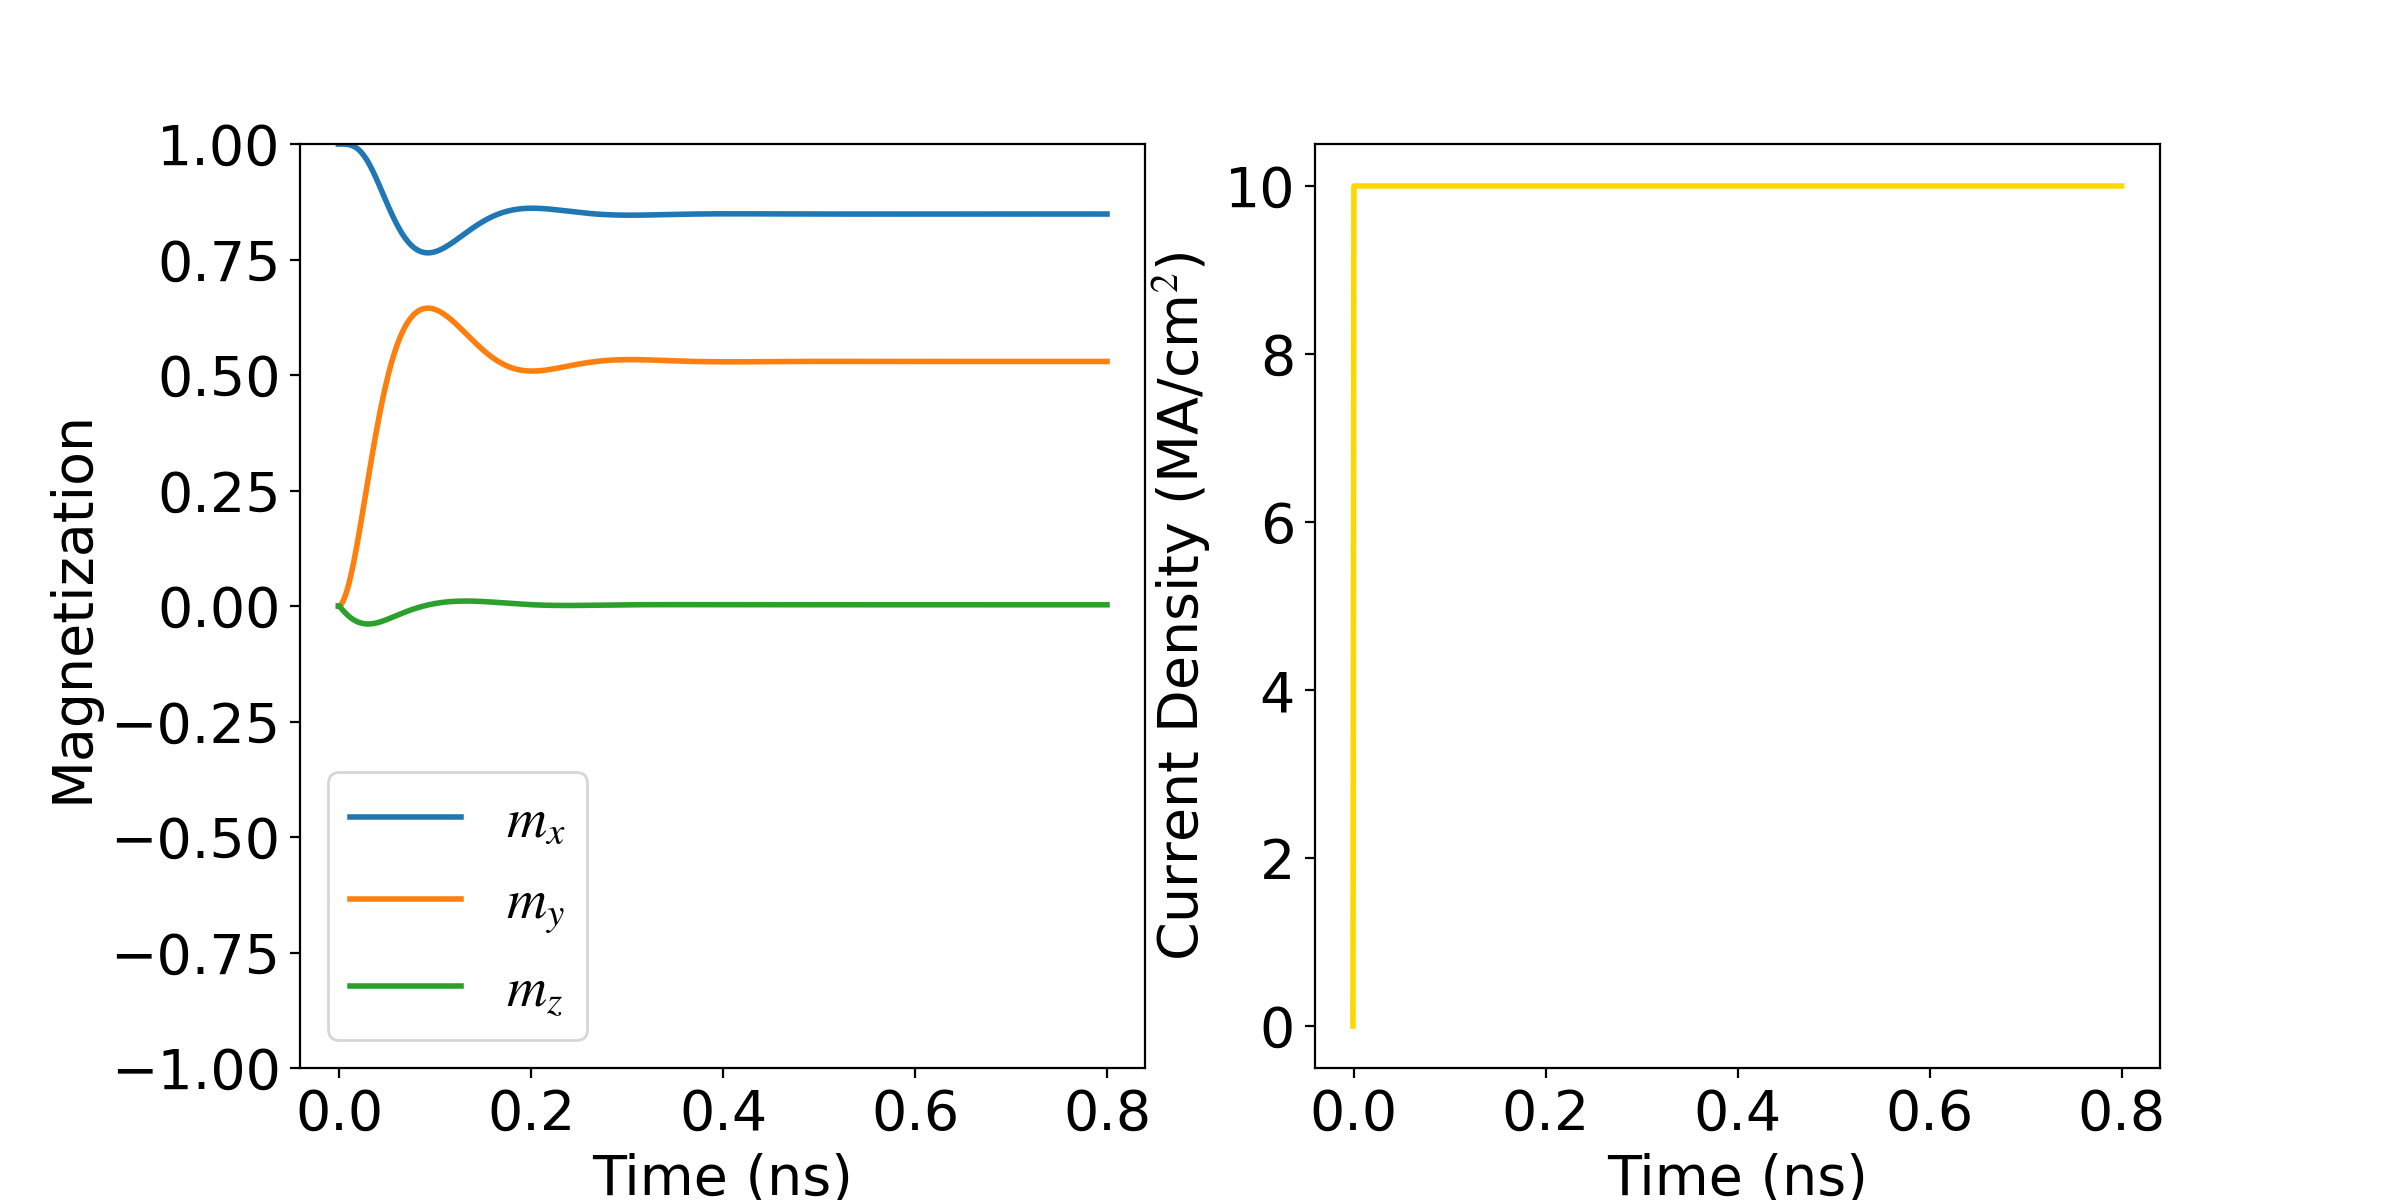 Magnetization
1.00
0.75
0.50
0.25
0.00
−0.25
−0.50
−0.75
−1.00
m_x
m_y
m_z
0.0 0.2 0.4 0.6 0.8
Time (ns)
Current Density (MA/cm²)
10
8
6
4
2
0
0.0 0.2 0.4 0.6 0.8
Time (ns)